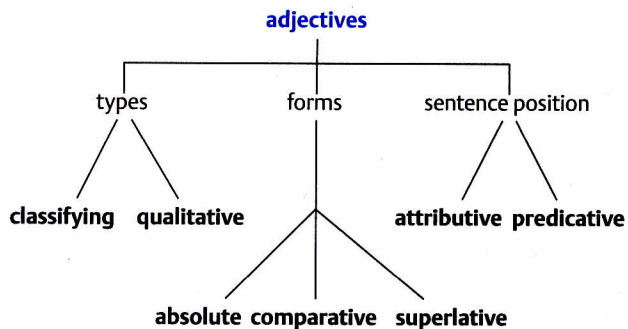 adjectives
types forms sentence position
classifying qualitative attributive predicative
absolute comparative superlative